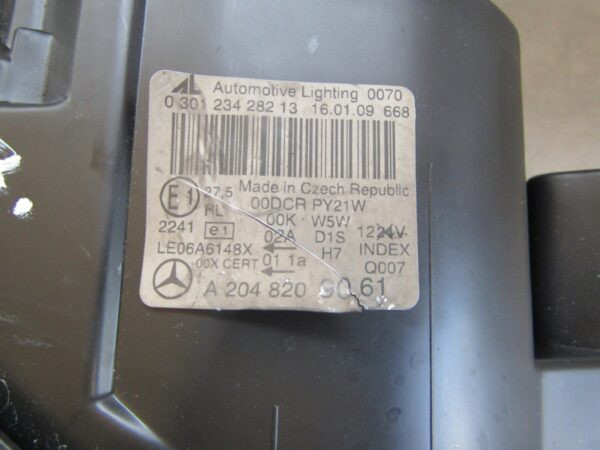 AL Automotive Lighting 0070
0 301 234 282 13 16.01.09 668
E1 27,5 Made in Czech Republic
RL 00DCR PY21W
2241 e1 00K W5W
02A D1S 1224V
LE06A6148X H7 INDEX
00X CERT 01 1a Q007
A 204 820 90 61